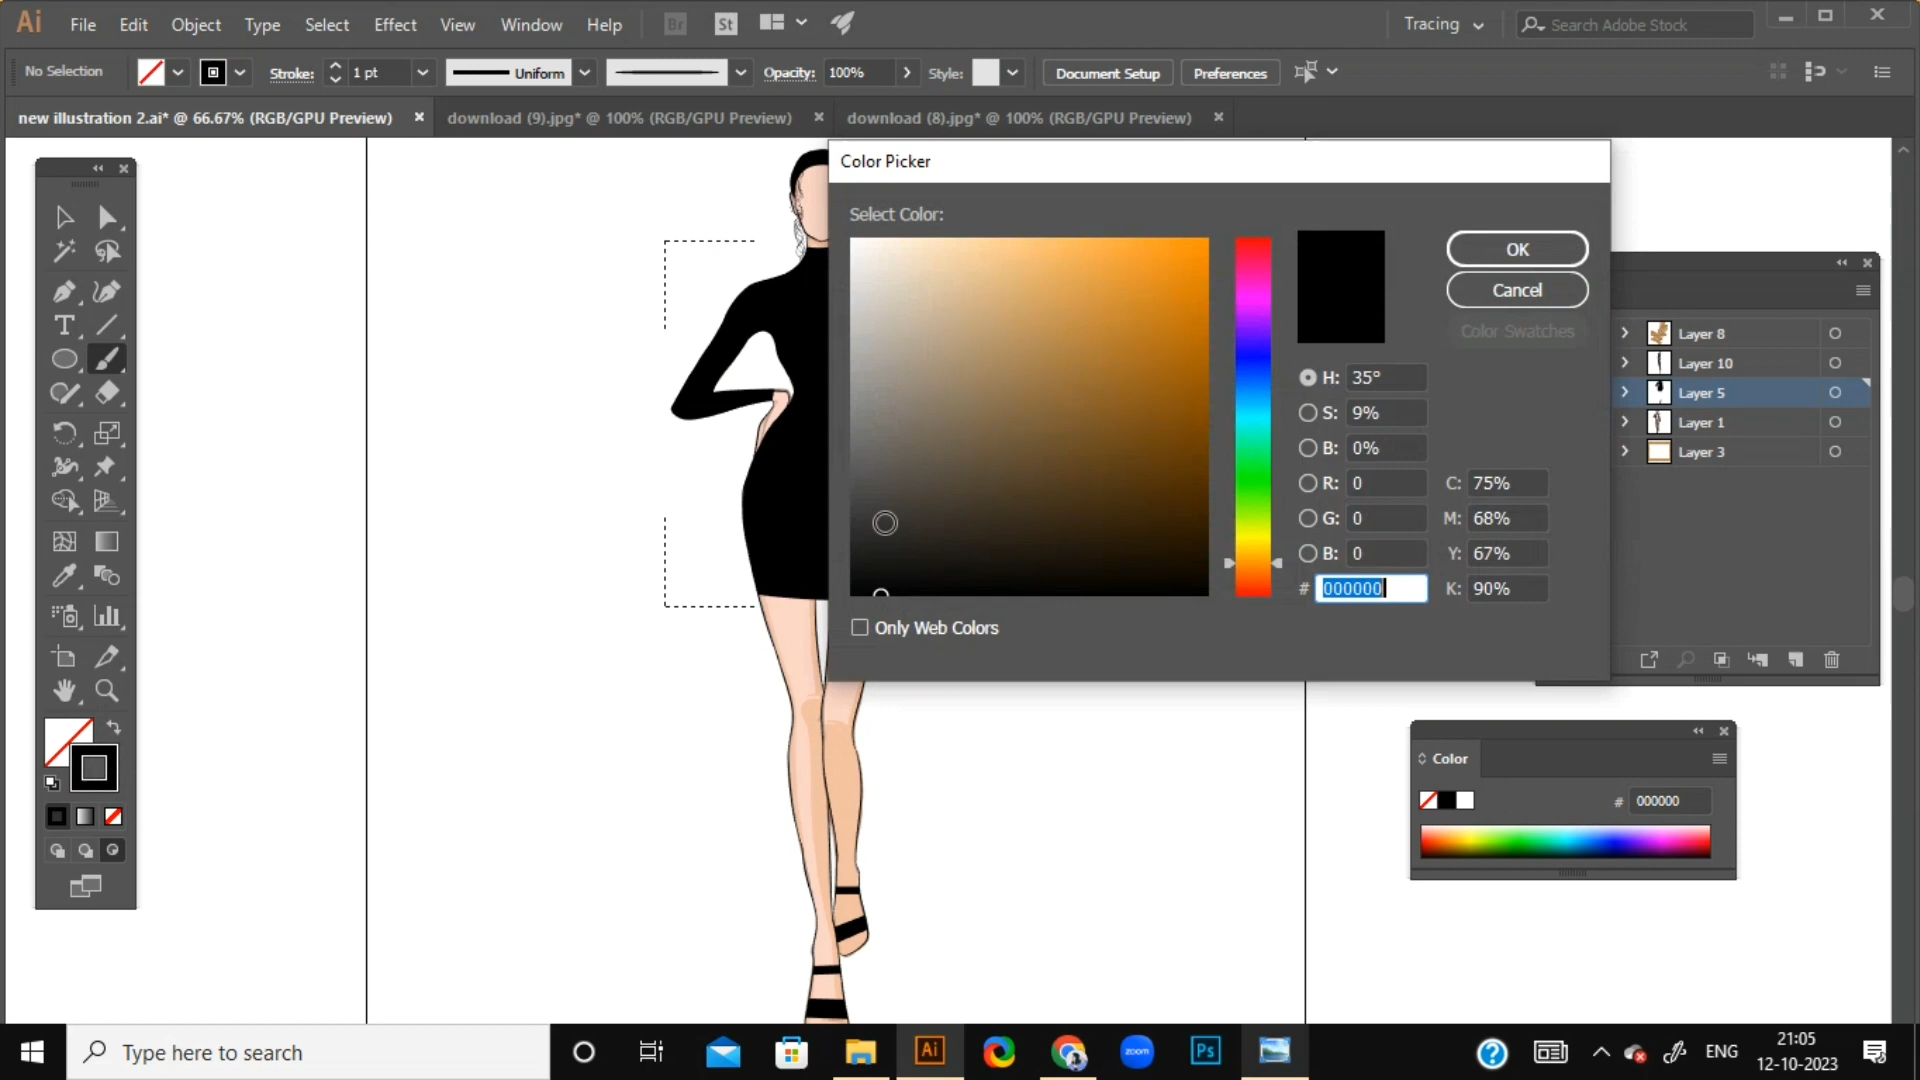 Ai File Edit Object Type Select Effect View Window Help Br St Tracing Search Adobe Stock
No Selection Stroke: 1 pt Uniform Opacity: 100% Style: Document Setup Preferences
new illustration 2.ai* @ 66.67% (RGB/GPU Preview) download (9).jpg* @ 100% (RGB/GPU Preview) download (8).jpg* @ 100% (RGB/GPU Preview)
Color Picker
Select Color:
OK
Cancel
Color Swatches
H: 35°
S: 9%
B: 0%
R: 0 C: 75%
G: 0 M: 68%
B: 0 Y: 67%
# 000000 K: 90%
Only Web Colors
Layer 8
Layer 10
Layer 5
Layer 1
Layer 3
Color
# 000000
Type here to search
Ai
zoom
Ps
ENG
21:05
12-10-2023